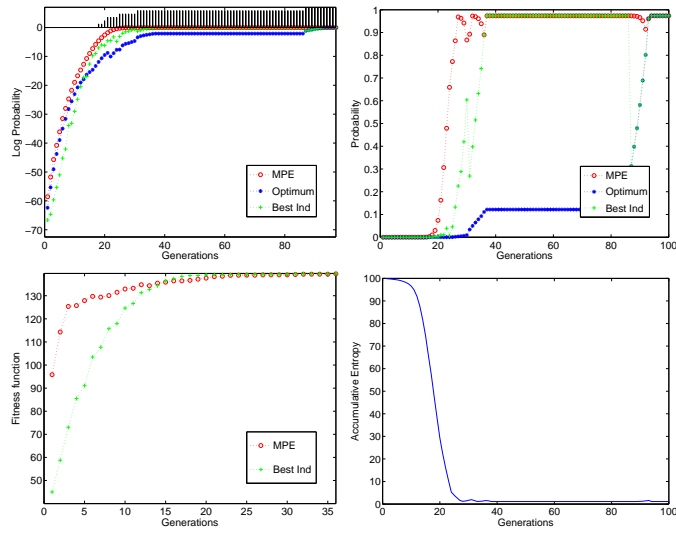 0
-10
-20
-30
-40
-50
-60
-70
Log Probability
0 20 40 60 80
Generations
MPE
Optimum
Best Ind
1
0.9
0.8
0.7
0.6
0.5
0.4
0.3
0.2
0.1
0
Probability
0 20 40 60 80 100
Generations
MPE
Optimum
Best Ind
130
120
110
100
90
80
70
60
50
Fitness function
0 5 10 15 20 25 30 35
Generations
MPE
Best Ind
100
90
80
70
60
50
40
30
20
10
0
Accumulative Entropy
0 20 40 60 80 100
Generations